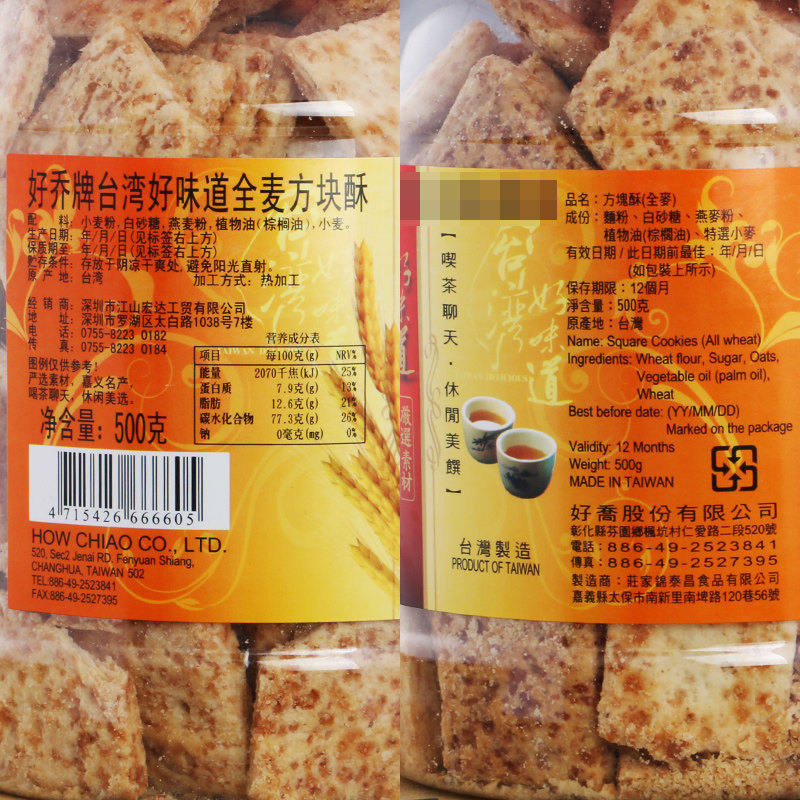 好乔牌台湾好味道全麦方块酥
配　料：小麦粉，白砂糖，燕麦粉，植物油(棕榈油)，小麦。
生产日期：年/月/日(见标签右上方)
保质期至：年/月/日(见标签右上方)
贮存条件：存放于阴凉干爽处，避免阳光直射。
原产地：台湾 加工方式：热加工
经销商：深圳市江山宏达工贸有限公司
地　址：深圳市罗湖区太白路1038号7楼
电　话：0755-8223 0182
传　真：0755-8223 0184
图例仅供参考！
严选素材，嘉义名产，
喝茶聊天，休闲美选。
净含量：500克
营养成分表
项目 每100克(g) NRV%
能量 2070千焦(kJ) 25%
蛋白质 7.9克(g) 13%
脂肪 12.6克(g) 21%
碳水化合物 77.3克(g) 26%
钠 0毫克(mg) 0%
4 715426 666605
HOW CHIAO CO., LTD.
520, Sec2 Jenai RD. Fenyuan Shiang,
CHANGHUA, TAIWAN 502
TEL:886-49-2523841
FAX:886-49-2527395
台灣
好味道
嚴選素材
【喫茶聊天·休閒美饌】
台灣好味道
台灣製造
PRODUCT OF TAIWAN
品名：方塊酥(全麥)
成份：麵粉、白砂糖、燕麥粉、
植物油(棕櫚油)、特選小麥
有效日期/此日期前最佳：年/月/日
(如包裝上所示)
保存期限：12個月
淨含量：500克
原產地：台灣
Name: Square Cookies (All wheat)
Ingredients: Wheat flour, Sugar, Oats,
Vegetable oil (palm oil),
Wheat
Best before date: (YY/MM/DD)
Marked on the package
Validity: 12 Months
Weight: 500g
MADE IN TAIWAN
好喬股份有限公司
彰化縣芬園鄉楓坑村仁愛路二段520號
電話：886-49-2523841
傳真：886-49-2527395
製造商：莊家錦泰昌食品有限公司
嘉義縣太保市南新里南埤路120巷56號